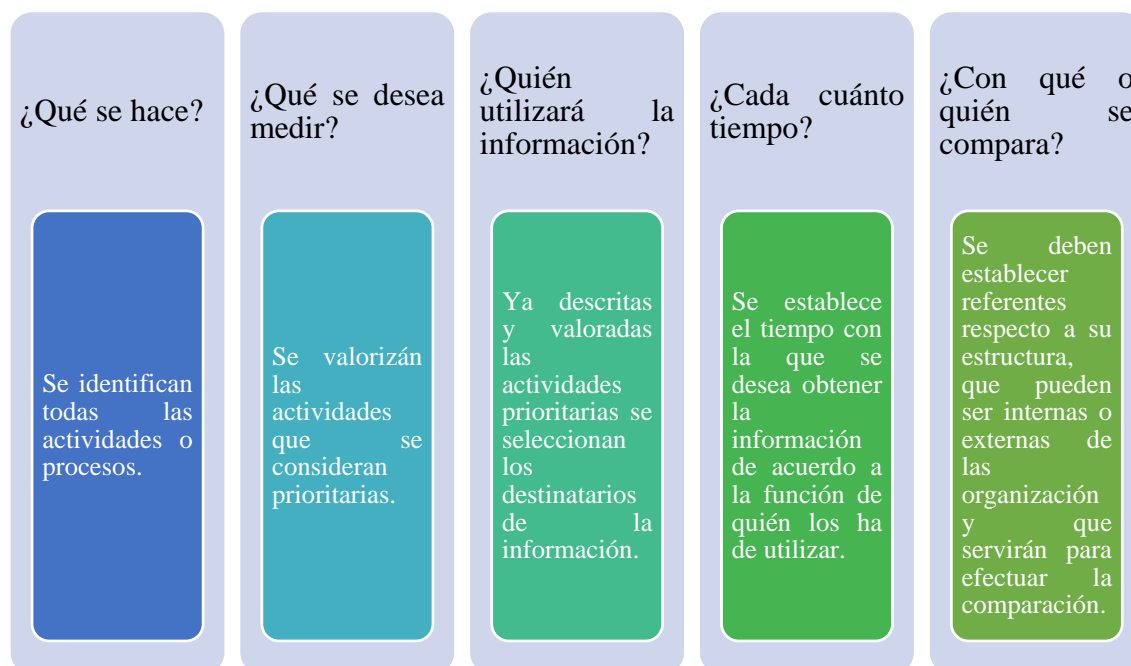 ¿Qué se hace?
Se identifican
todas las
actividades o
procesos.
¿Qué se desea
medir?
Se valorizán
las
actividades
que se
consideran
prioritarias.
¿Quién
utilizará la
información?
Ya descritas
y valoradas
las
actividades
prioritarias se
seleccionan
los
destinatarios
de la
información.
¿Cada cuánto
tiempo?
Se establece
el tiempo con
la que se
desea obtener
la
información
de acuerdo a
la función de
quién los ha
de utilizar.
¿Con qué o
quién se
compara?
Se deben
establecer
referentes
respecto a su
estructura,
que pueden
ser internas o
externas de
las
organización
y que
servirán para
efectuar la
comparación.